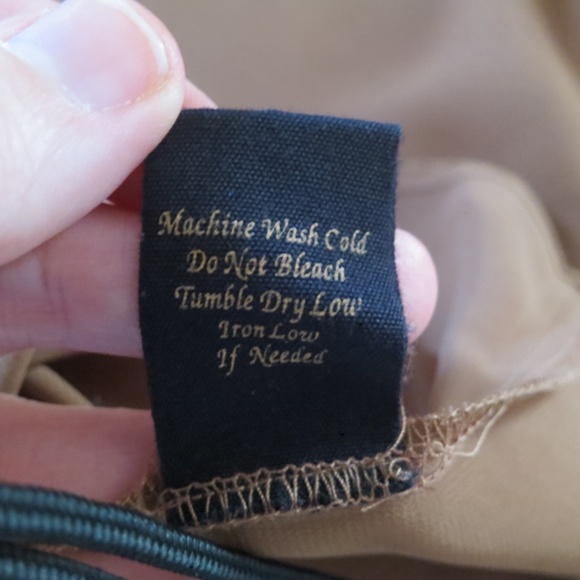 Machine Wash Cold
Do Not Bleach
Tumble Dry Low
Iron Low
If Needed